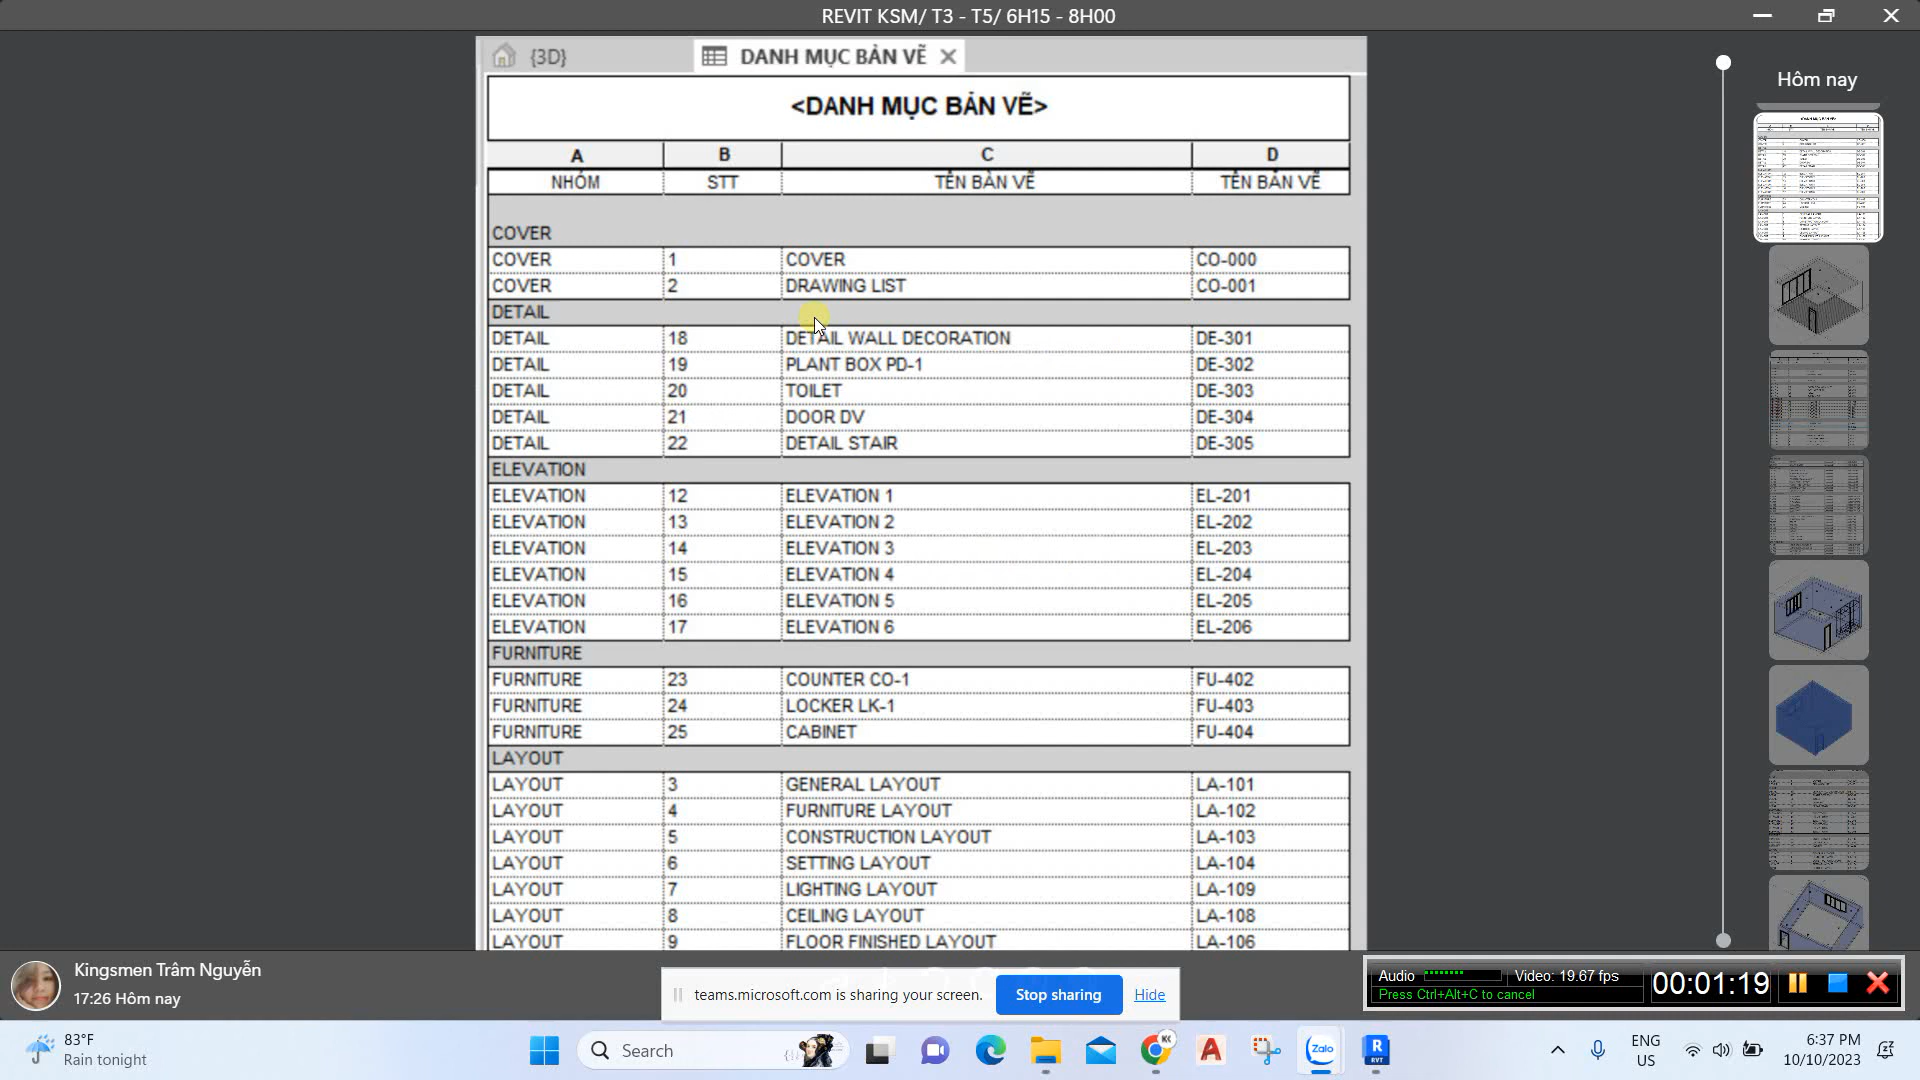 REVIT KSM/ T3 - T5/ 6H15 - 8H00
{3D}
DANH MỤC BẢN VẼ
Hôm nay
<DANH MỤC BẢN VẼ>
A B C D
NHÓM STT TÊN BẢN VẼ TÊN BẢN VẼ
COVER
COVER 1 COVER CO-000
COVER 2 DRAWING LIST CO-001
DETAIL
DETAIL 18 DETAIL WALL DECORATION DE-301
DETAIL 19 PLANT BOX PD-1 DE-302
DETAIL 20 TOILET DE-303
DETAIL 21 DOOR DV DE-304
DETAIL 22 DETAIL STAIR DE-305
ELEVATION
ELEVATION 12 ELEVATION 1 EL-201
ELEVATION 13 ELEVATION 2 EL-202
ELEVATION 14 ELEVATION 3 EL-203
ELEVATION 15 ELEVATION 4 EL-204
ELEVATION 16 ELEVATION 5 EL-205
ELEVATION 17 ELEVATION 6 EL-206
FURNITURE
FURNITURE 23 COUNTER CO-1 FU-402
FURNITURE 24 LOCKER LK-1 FU-403
FURNITURE 25 CABINET FU-404
LAYOUT
LAYOUT 3 GENERAL LAYOUT LA-101
LAYOUT 4 FURNITURE LAYOUT LA-102
LAYOUT 5 CONSTRUCTION LAYOUT LA-103
LAYOUT 6 SETTING LAYOUT LA-104
LAYOUT 7 LIGHTING LAYOUT LA-109
LAYOUT 8 CEILING LAYOUT LA-108
LAYOUT 9 FLOOR FINISHED LAYOUT LA-106
Kingsmen Trâm Nguyễn
17:26 Hôm nay
teams.microsoft.com is sharing your screen.
Stop sharing
Hide
Audio
Video: 19.67 fps
Press Ctrl+Alt+C to cancel
00:01:19
83°F
Rain tonight
Search
KK
Zalo
R
RVT
ENG
US
6:37 PM
10/10/2023